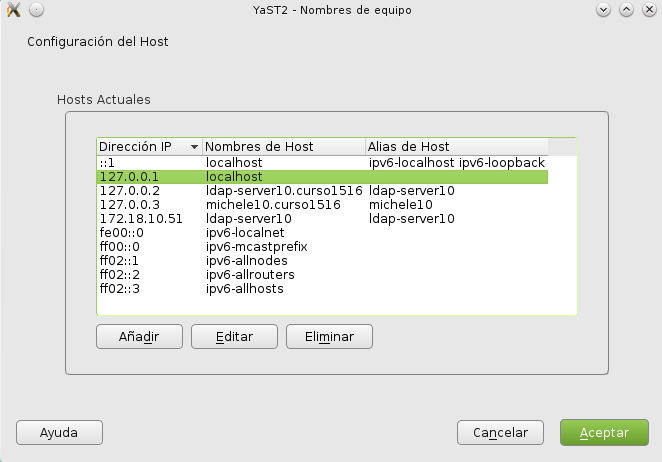 YaST2 - Nombres de equipo
Configuración del Host
Hosts Actuales
Dirección IP Nombres de Host Alias de Host
::1 localhost ipv6-localhost ipv6-loopback
127.0.0.1 localhost
127.0.0.2 ldap-server10.curso1516 ldap-server10
127.0.0.3 michele10.curso1516 michele10
172.18.10.51 ldap-server10 ldap-server10
fe00::0 ipv6-localnet
ff00::0 ipv6-mcastprefix
ff02::1 ipv6-allnodes
ff02::2 ipv6-allrouters
ff02::3 ipv6-allhosts
Añadir Editar Eliminar
Ayuda Cancelar Aceptar